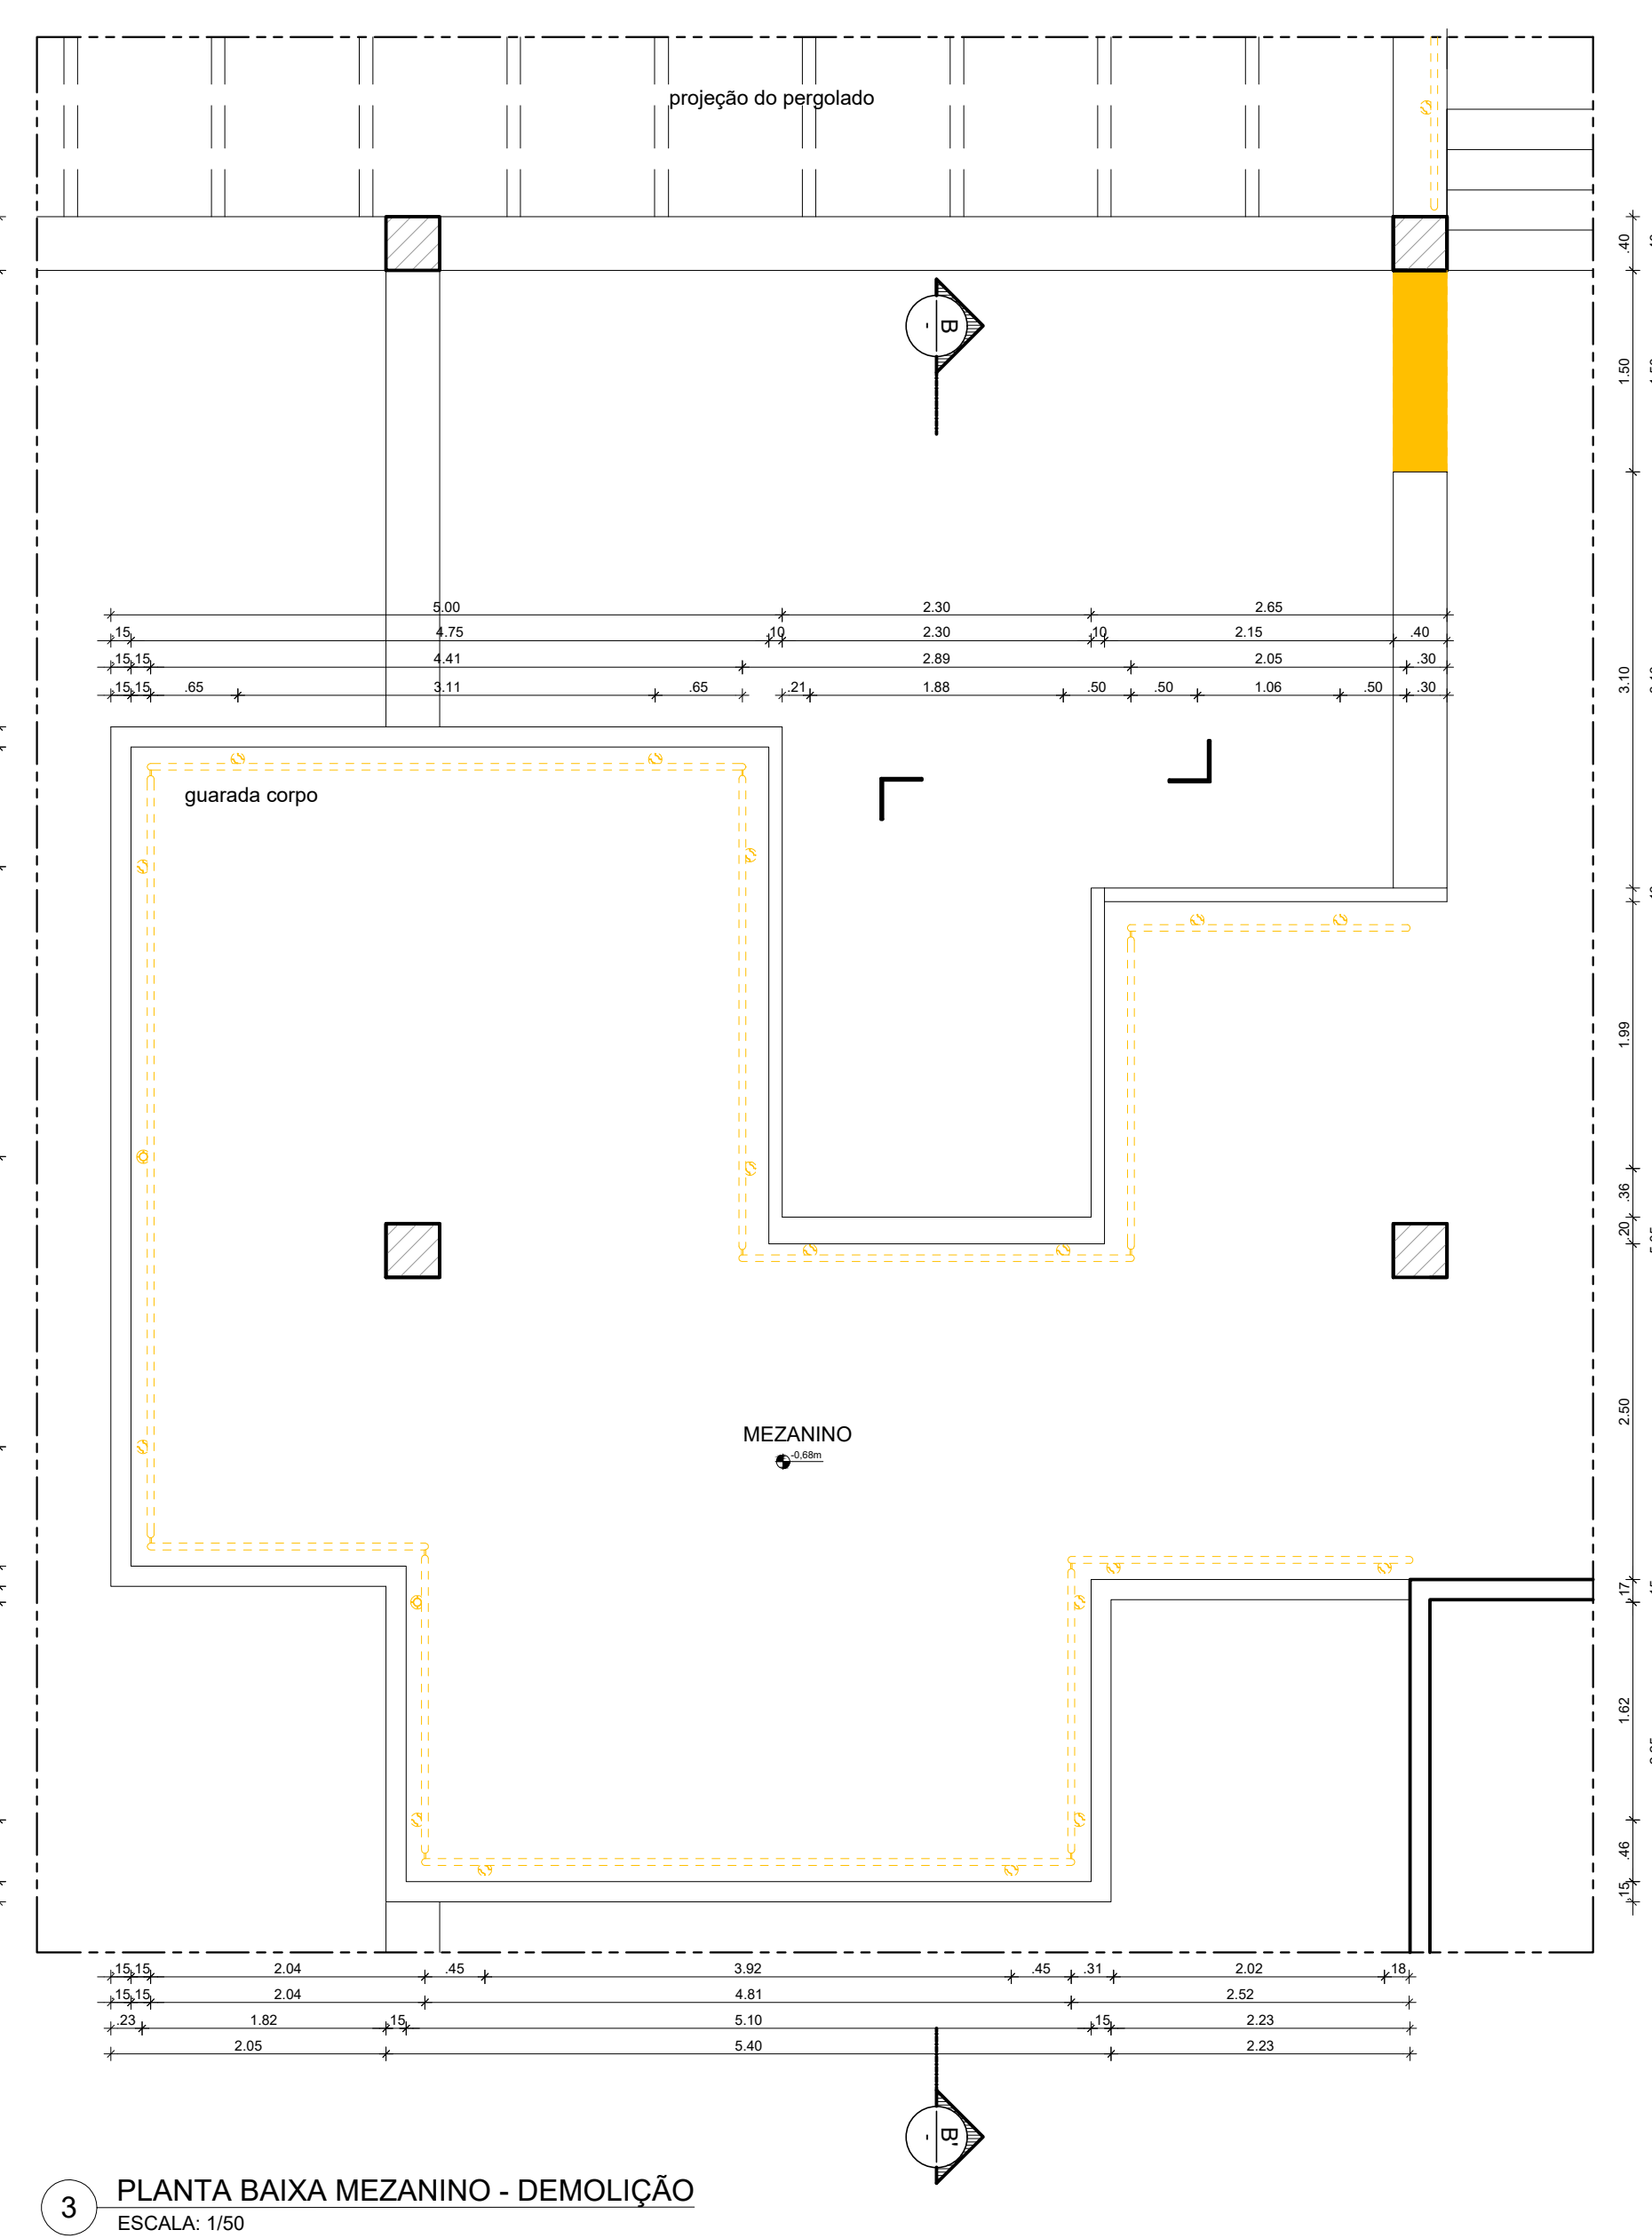 projeção do pergolado
B
-
5.00 2.30 2.65
.15 4.75 .10 2.30 .10 2.15 .40
.15 .15 4.41 2.89 2.05 .30
.15 .15 .65 3.11 .65 .21 1.88 .50 .50 1.06 .50 .30
guarada corpo
.40
1.50
3.10
1.99
.36
.20
2.50
.17
1.62
.46
.15
MEZANINO
-0,68m
.15 .15 2.04 .45 3.92 .45 .31 2.02 .18
.15 .15 2.04 4.81 2.52
.23 1.82 .15 5.10 .15 2.23
2.05 5.40 2.23
B'
-
3 PLANTA BAIXA MEZANINO - DEMOLIÇÃO
ESCALA: 1/50